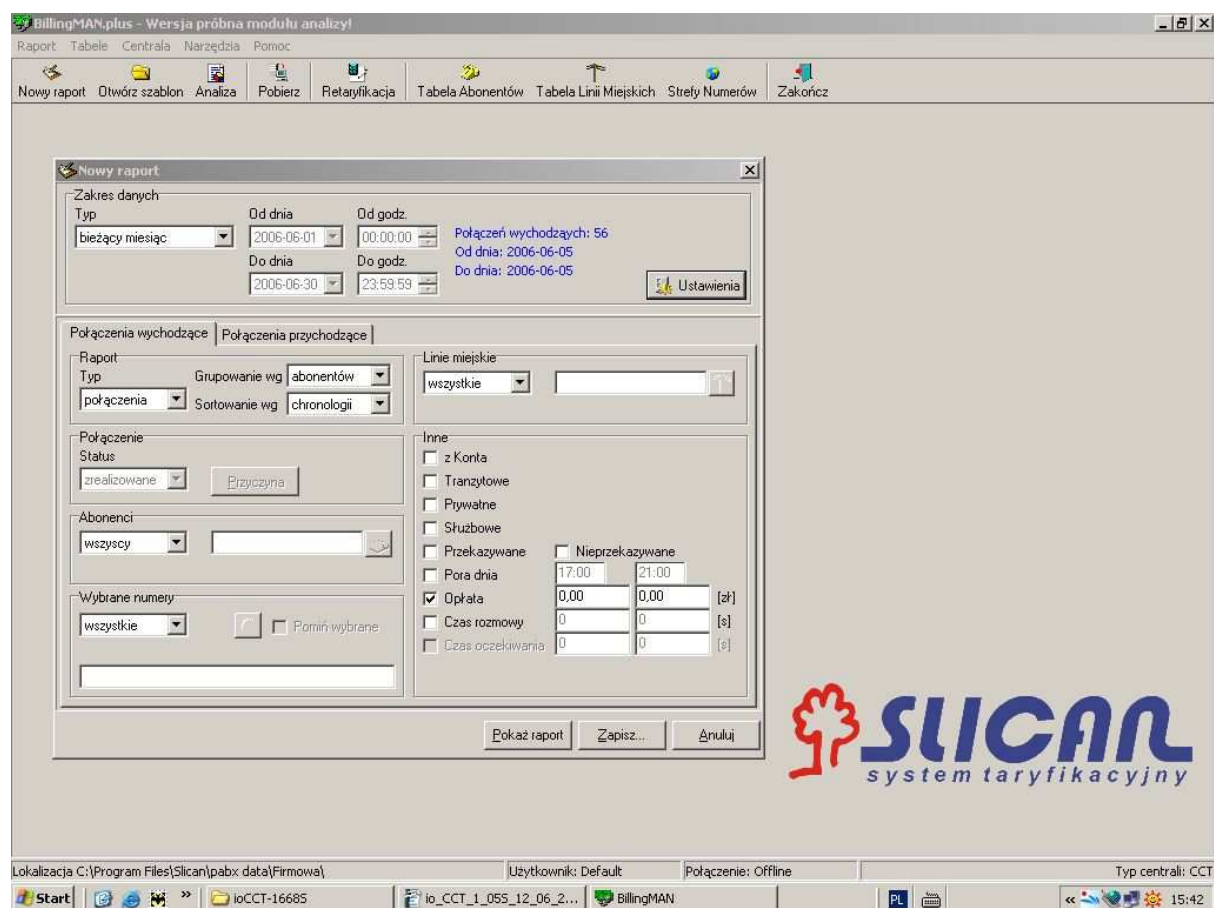 BillingMAN.plus - Wersja próbna modułu analizy!
Raport Tabele Centrala Narzędzia Pomoc
Nowy raport Otwórz szablon Analiza Pobierz Retaryfikacja Tabela Abonentów Tabela Linii Miejskich Strefy Numerów Zakończ
Nowy raport
Zakres danych
Typ Od dnia Od godz.
bieżący miesiąc 2006-06-01 00:00:00
Połączeń wychodzących: 56
Od dnia: 2006-06-05
Do dnia Do godz.
Do dnia: 2006-06-05
2006-06-30 23:59:59
Ustawienia
Połączenia wychodzące Połączenia przychodzące
Raport
Typ Grupowanie wg abonentów
połączenia Sortowanie wg chronologii
Linie miejskie
wszystkie
Połączenie
Status
zrealizowane Przyczyna
Abonenci
wszyscy
Wybrane numery
wszystkie Pomiń wybrane
Inne
z Konta
Tranzytowe
Prywatne
Służbowe
Przekazywane Nieprzekazywane
Pora dnia 17:00 21:00
Opłata 0,00 0,00 [zł]
Czas rozmowy 0 0 [s]
Czas oczekiwania 0 0 [s]
Pokaż raport Zapisz... Anuluj
SLICAN
system taryfikacyjny
Lokalizacja C:\Program Files\Slican\pabx data\Firmowa\ Użytkownik: Default Połączenie: Offline Typ centrali: CCT
Start » ioCCT-16685 io_CCT_1_055_12_06_2... BillingMAN PL « 15:42